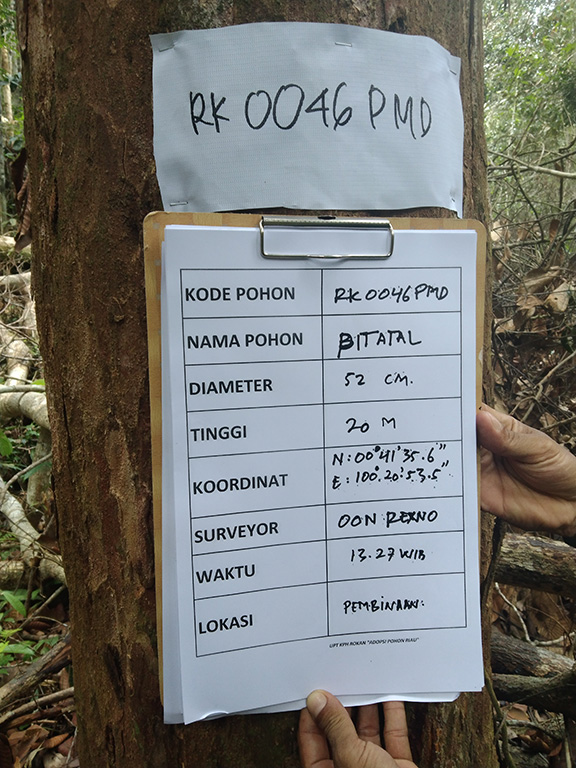 RK 0046 PMD
KODE POHON RK 0046 PMD
NAMA POHON BITATAL
DIAMETER 52 CM.
TINGGI 20 M
KOORDINAT N : 00° 41' 35.6"
E : 100° 20' 53.5"
SURVEYOR OON REXNO
WAKTU 13.27 WIB
LOKASI PEMBINAAN.
UPT KPH ROKAN "ADOPSI POHON RIAU"